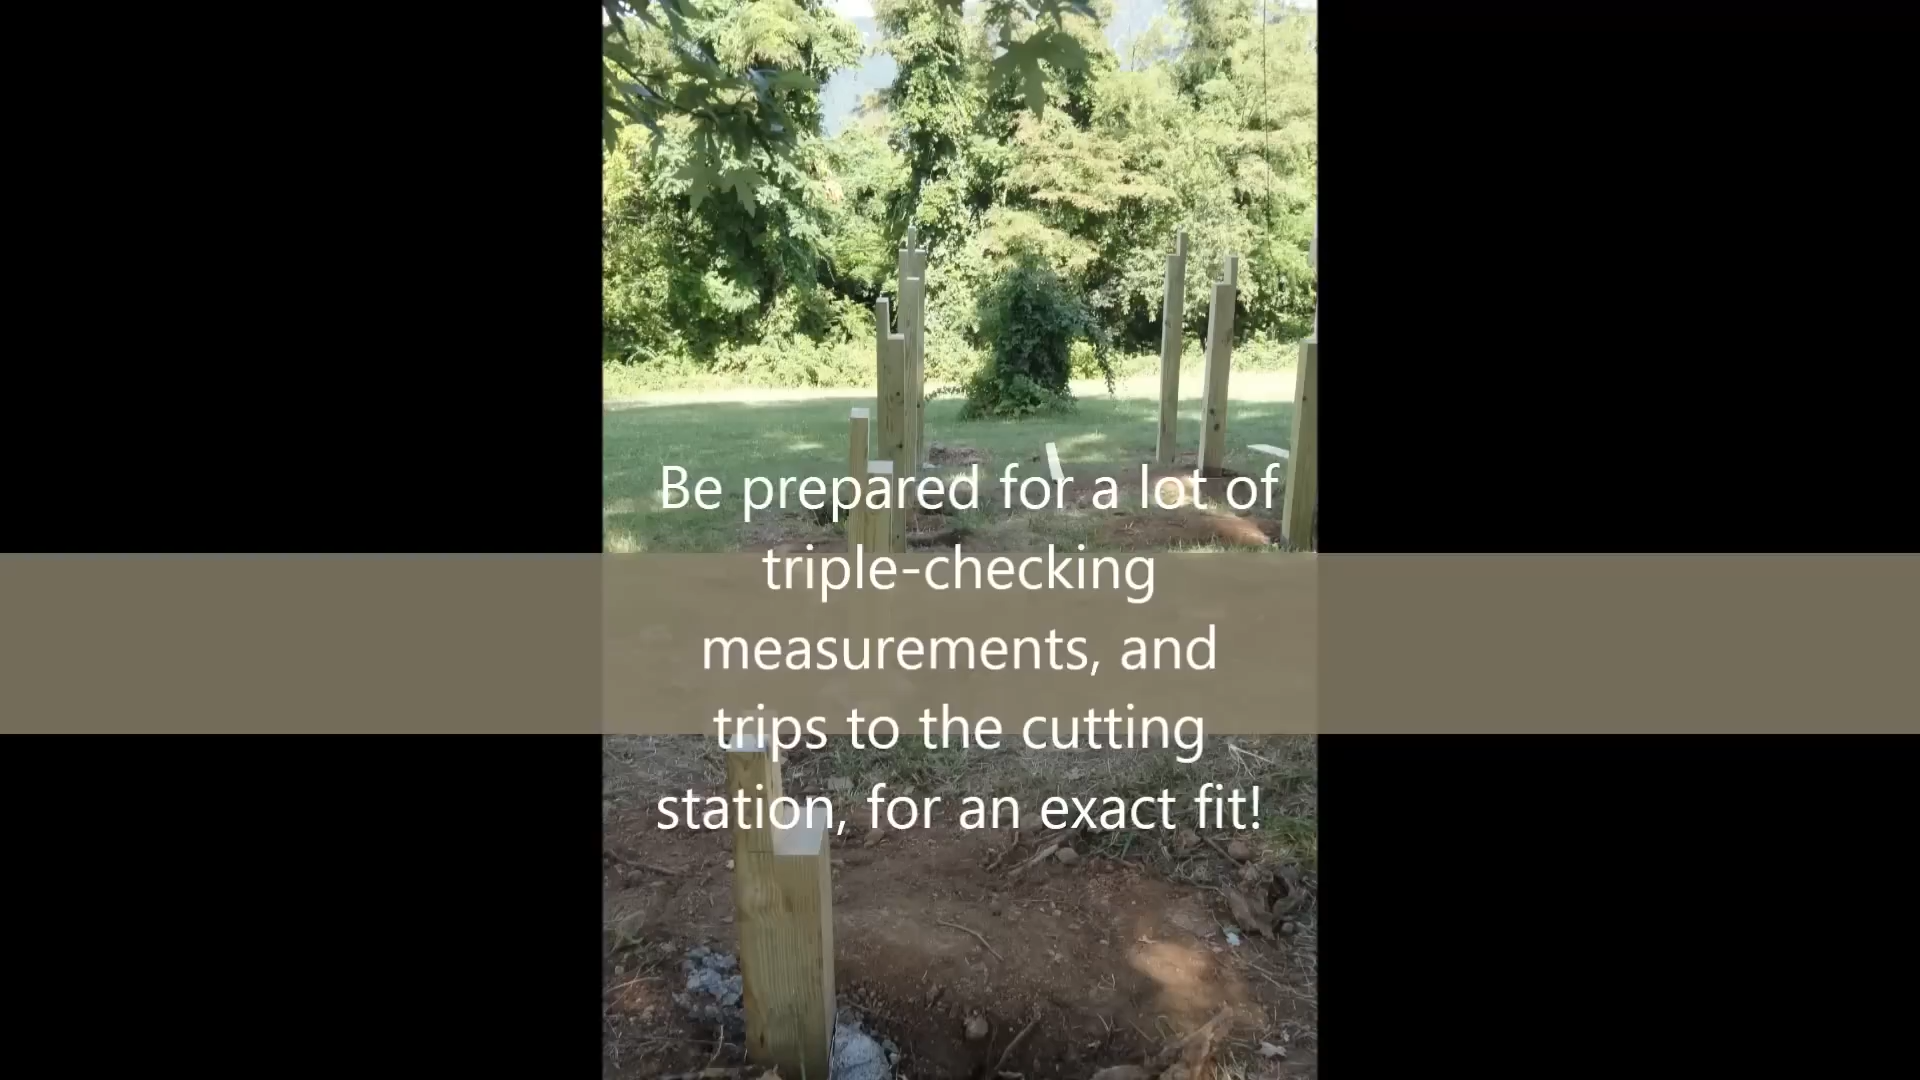 Be prepared for a lot of
triple-checking
measurements, and
trips to the cutting
station, for an exact fit!